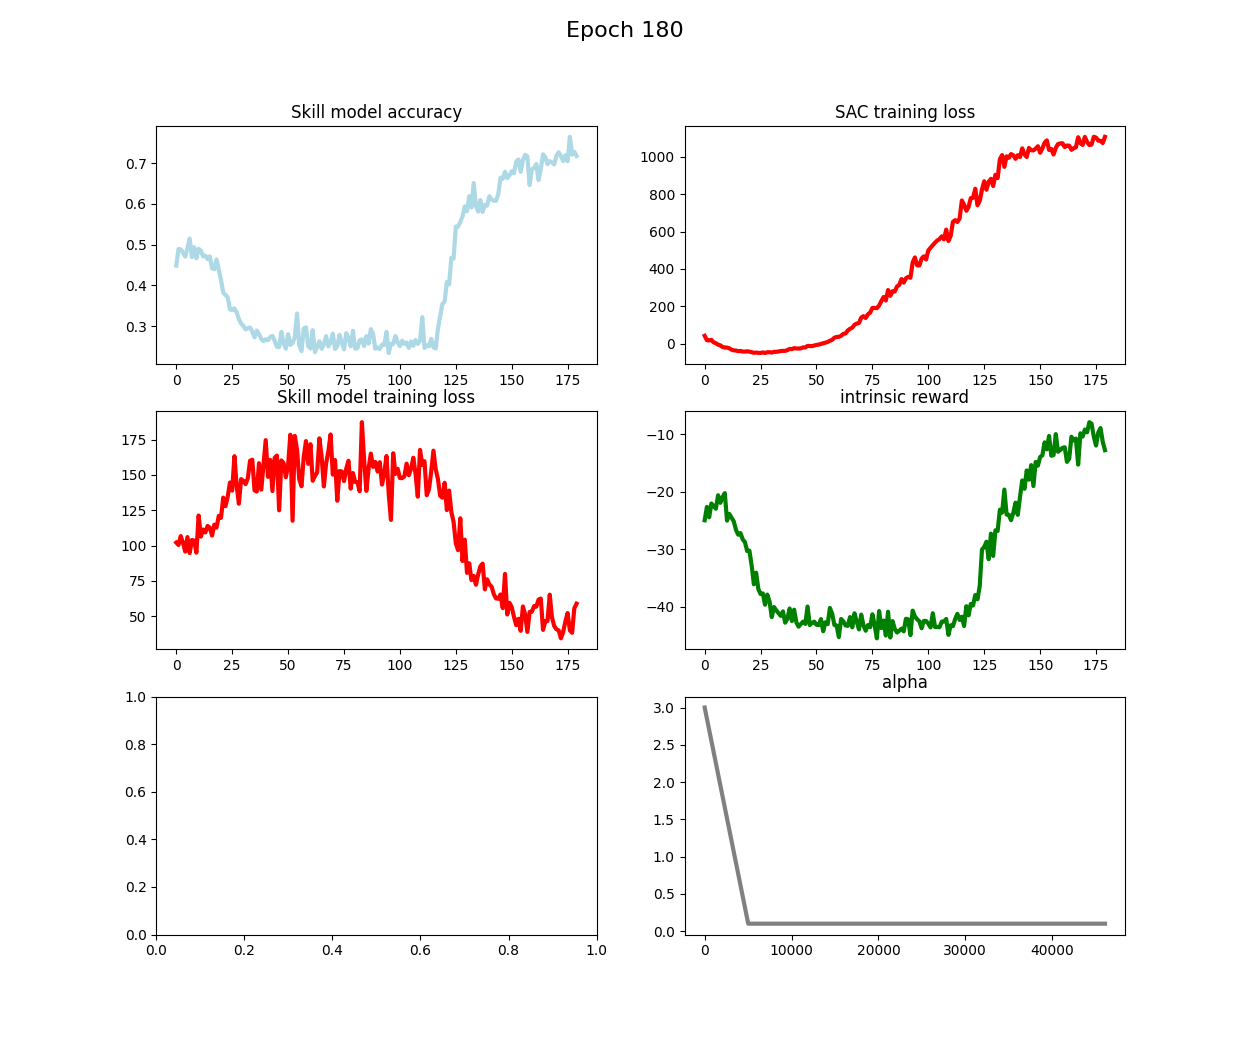 Epoch 180
Skill model accuracy
0.7
0.6
0.5
0.4
0.3
0 25 50 75 100 125 150 175
SAC training loss
1000
800
600
400
200
0
0 25 50 75 100 125 150 175
Skill model training loss
175
150
125
100
75
50
0 25 50 75 100 125 150 175
intrinsic reward
−10
−20
−30
−40
0 25 50 75 100 125 150 175
1.0
0.8
0.6
0.4
0.2
0.0
0.0 0.2 0.4 0.6 0.8 1.0
alpha
3.0
2.5
2.0
1.5
1.0
0.5
0.0
0 10000 20000 30000 40000